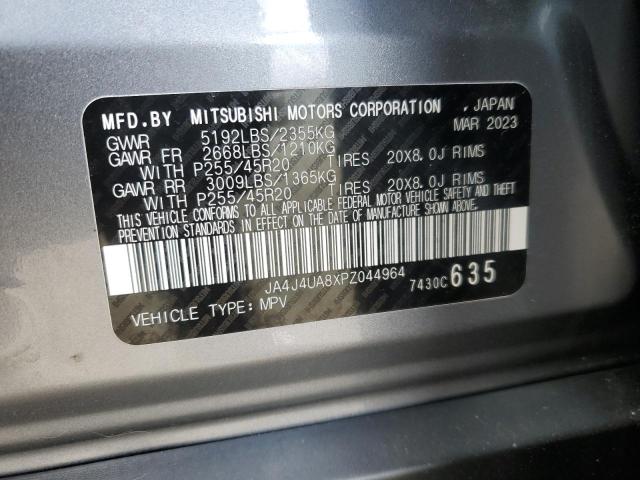 MFD.BY MITSUBISHI MOTORS CORPORATION , JAPAN
GVWR 5192LBS/2355KG MAR 2023
GAWR FR 2668LBS/1210KG
WITH P255/45R20 TIRES 20X8.0J RIMS
GAWR RR 3009LBS/1365KG
WITH P255/45R20 TIRES 20X8.0J RIMS
THIS VEHICLE CONFORMS TO ALL APPLICABLE FEDERAL MOTOR VEHICLE SAFETY AND THEFT
PREVENTION STANDARDS IN EFFECT ON THE DATE OF MANUFACTURE SHOWN ABOVE.
JA4J4UA8XPZ044964 7430C 635
VEHICLE TYPE: MPV